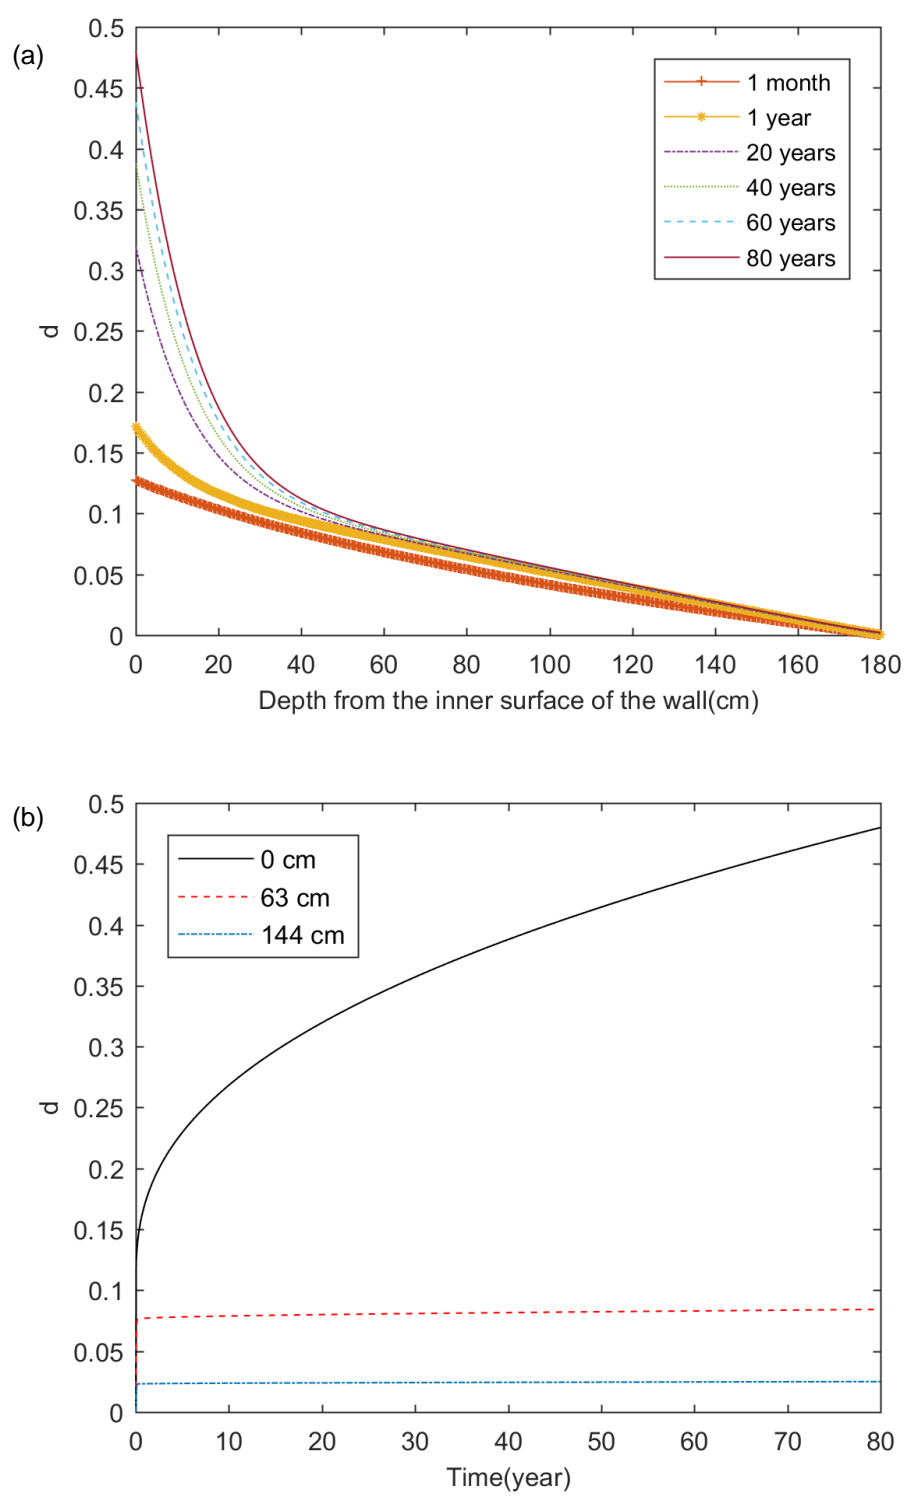 (a)
0.5
0.45
0.4
0.35
0.3
0.25
0.2
0.15
0.1
0.05
0
d
1 month
1 year
20 years
40 years
60 years
80 years
0 20 40 60 80 100 120 140 160 180
Depth from the inner surface of the wall(cm)
(b)
0.5
0.45
0.4
0.35
0.3
0.25
0.2
0.15
0.1
0.05
0
d
0 cm
63 cm
144 cm
0 10 20 30 40 50 60 70 80
Time(year)